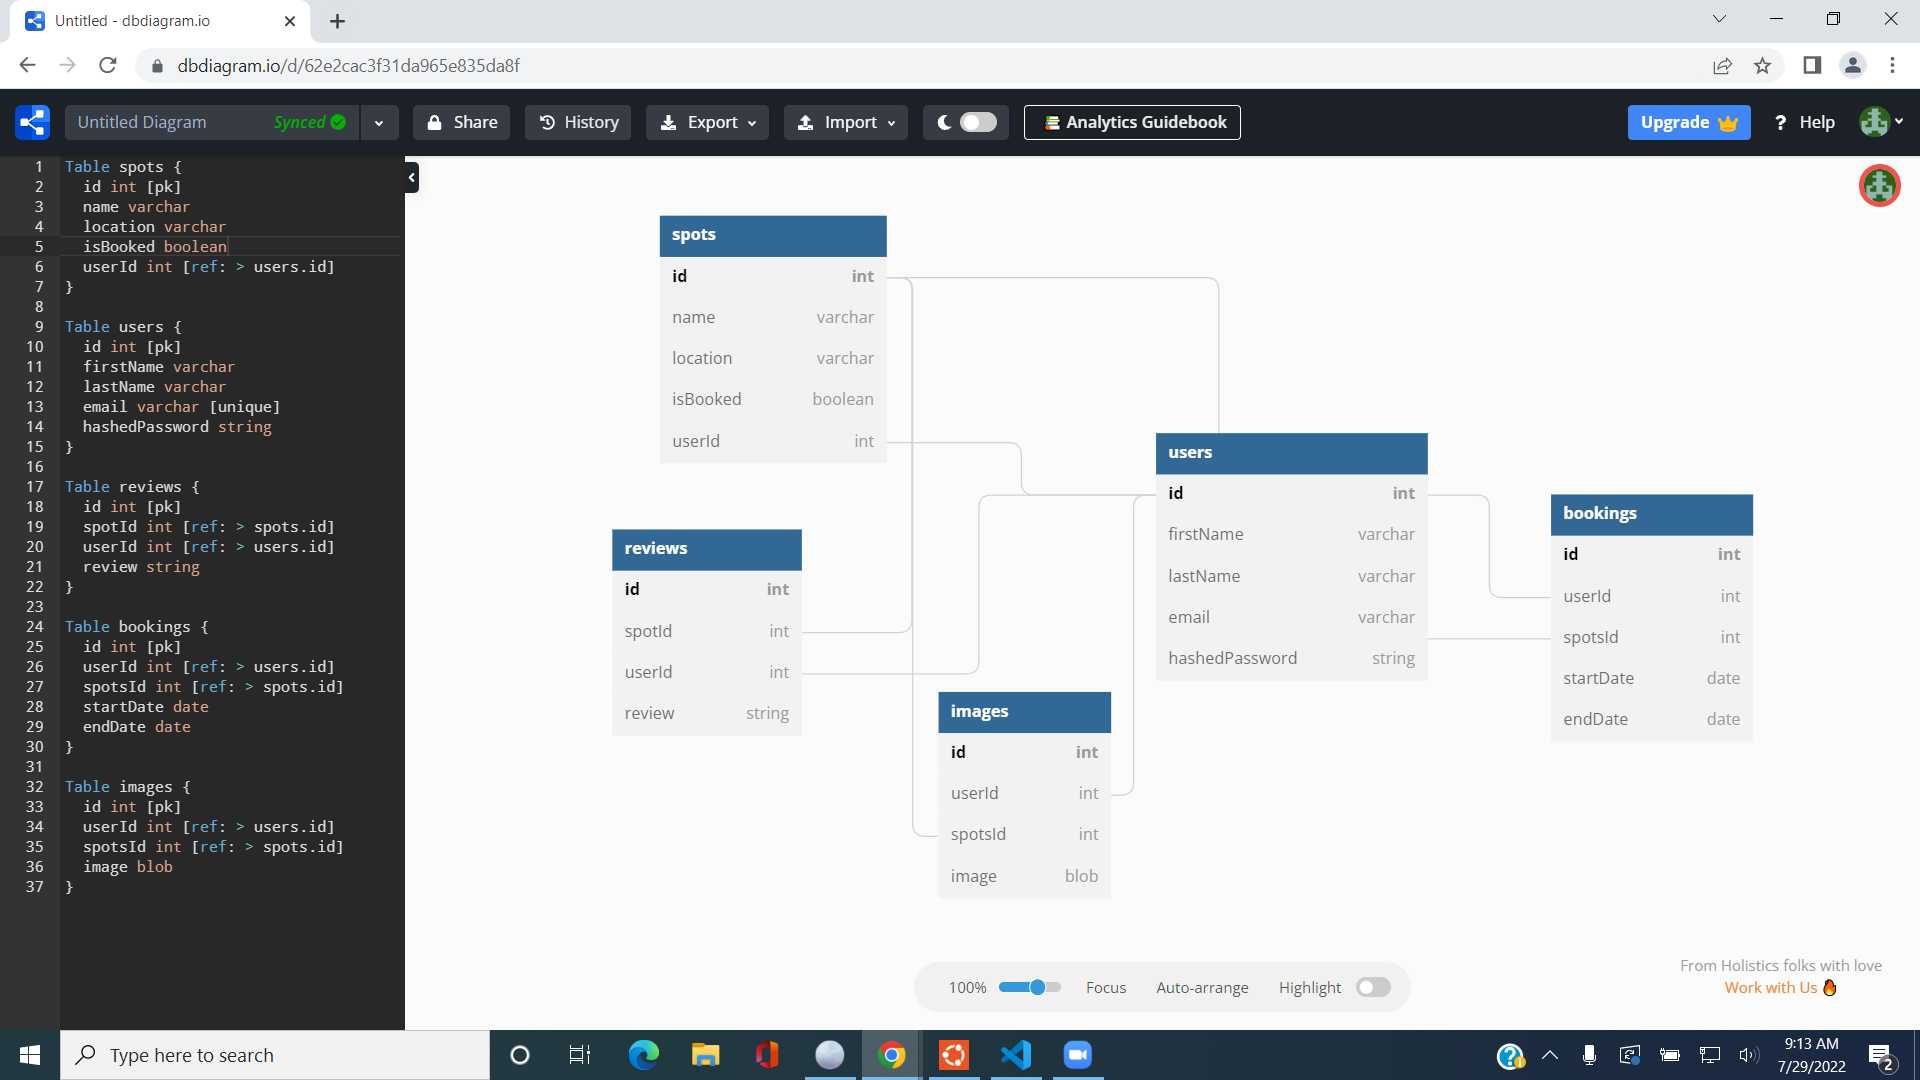 Untitled - dbdiagram.io
dbdiagram.io/d/62e2cac3f31da965e835da8f
Untitled Diagram Synced Share History Export Import Analytics Guidebook Upgrade ? Help
1 Table spots {
2 id int [pk]
3 name varchar
4 location varchar
5 isBooked boolean
6 userId int [ref: > users.id]
7 }
8
9 Table users {
10 id int [pk]
11 firstName varchar
12 lastName varchar
13 email varchar [unique]
14 hashedPassword string
15 }
16
17 Table reviews {
18 id int [pk]
19 spotId int [ref: > spots.id]
20 userId int [ref: > users.id]
21 review string
22 }
23
24 Table bookings {
25 id int [pk]
26 userId int [ref: > users.id]
27 spotsId int [ref: > spots.id]
28 startDate date
29 endDate date
30 }
31
32 Table images {
33 id int [pk]
34 userId int [ref: > users.id]
35 spotsId int [ref: > spots.id]
36 image blob
37 }
spots
id int
name varchar
location varchar
isBooked boolean
userId int
reviews
id int
spotId int
userId int
review string
images
id int
userId int
spotsId int
image blob
users
id int
firstName varchar
lastName varchar
email varchar
hashedPassword string
bookings
id int
userId int
spotsId int
startDate date
endDate date
100% Focus Auto-arrange Highlight
From Holistics folks with love
Work with Us
Type here to search
9:13 AM
7/29/2022
2